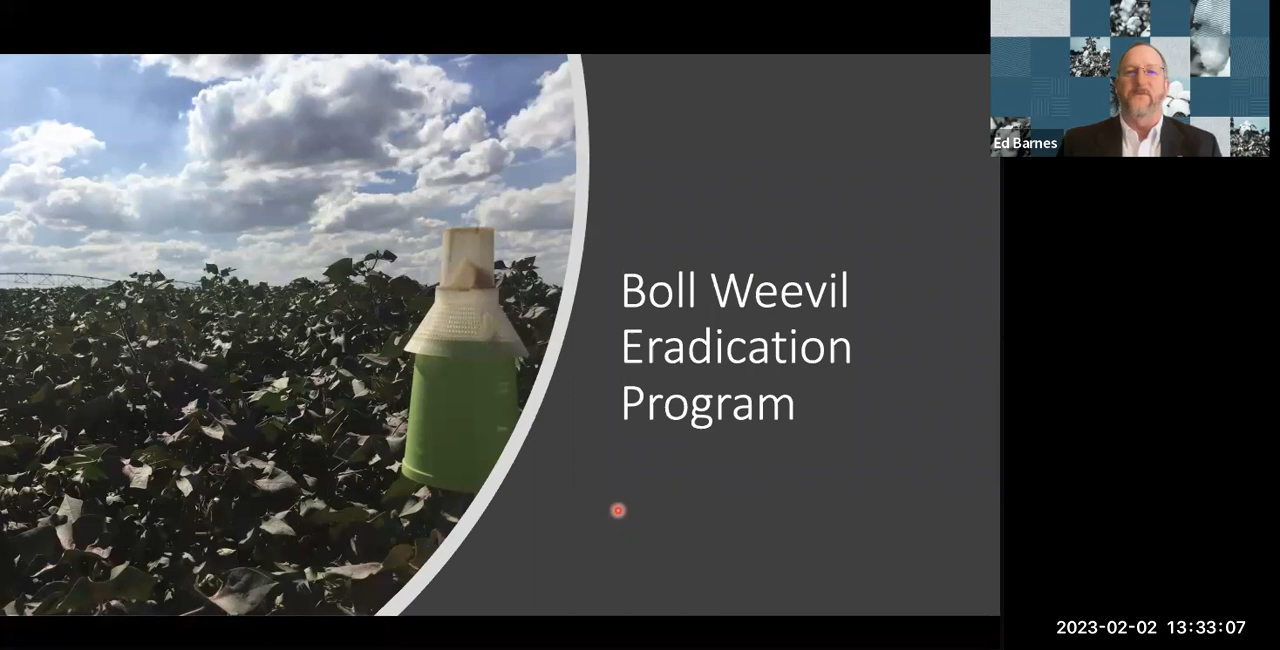 Boll Weevil
Eradication
Program
Ed Barnes
2023-02-02 13:33:07